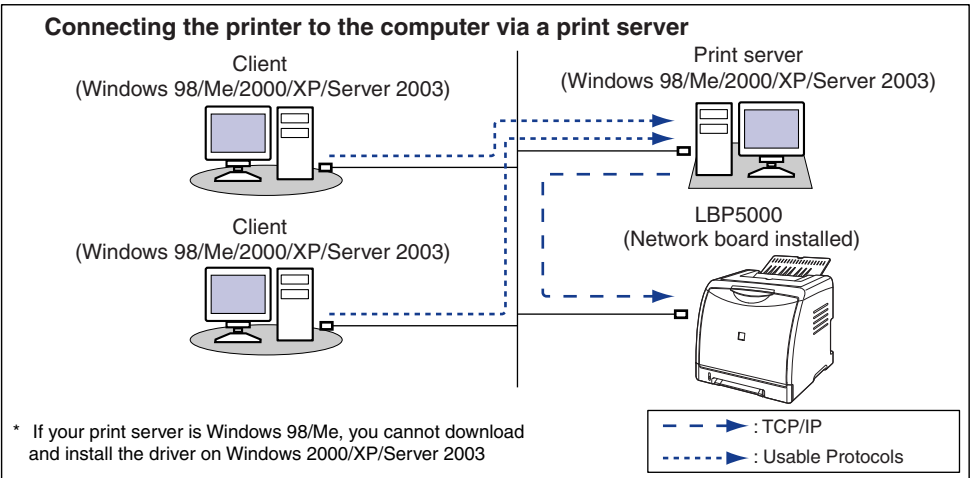 Connecting the printer to the computer via a print server
Client
(Windows 98/Me/2000/XP/Server 2003)
Print server
(Windows 98/Me/2000/XP/Server 2003)
Client
(Windows 98/Me/2000/XP/Server 2003)
LBP5000
(Network board installed)
* If your print server is Windows 98/Me, you cannot download
and install the driver on Windows 2000/XP/Server 2003
: TCP/IP
: Usable Protocols